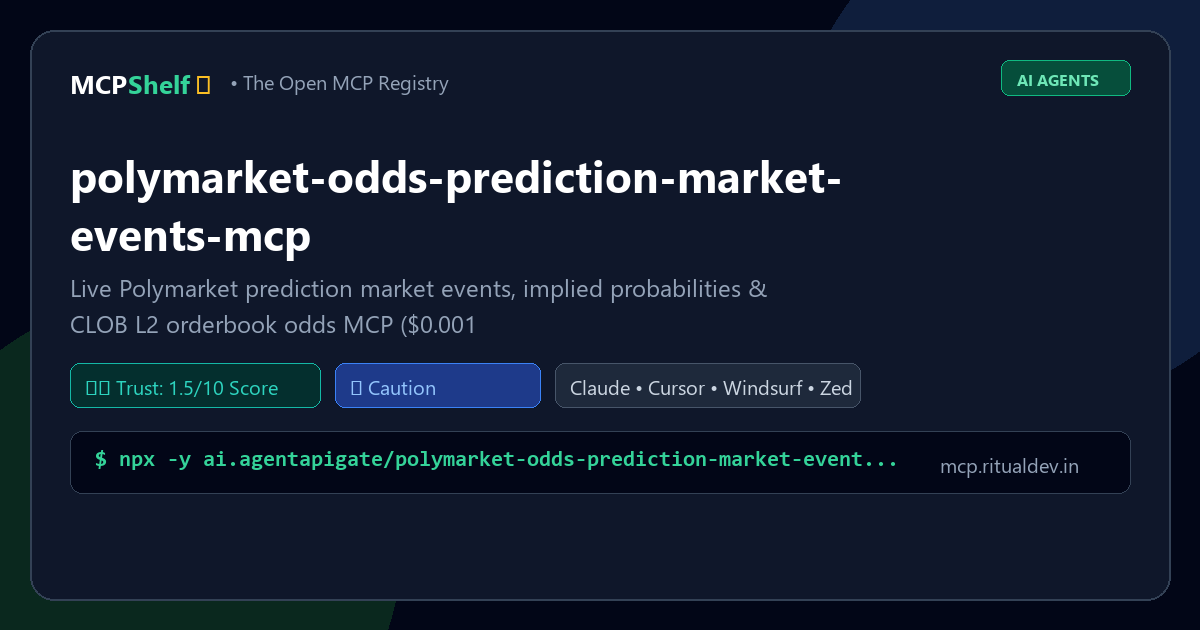 MCPShelf • The Open MCP Registry
AI AGENTS
polymarket-odds-prediction-market-
events-mcp
Live Polymarket prediction market events, implied probabilities &
CLOB L2 orderbook odds MCP ($0.001
Trust: 1.5/10 Score
Caution
Claude • Cursor • Windsurf • Zed
$ npx -y ai.agentapigate/polymarket-odds-prediction-market-event...
mcp.ritualdev.in